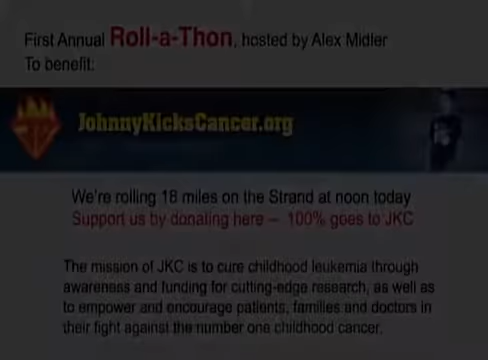 First Annual Roll-a-Thon, hosted by Alex Midler
To benefit:
JohnnyKicksCancer.org
We're rolling 18 miles on the Strand at noon today
Support us by donating here – 100% goes to JKC
The mission of JKC is to cure childhood leukemia through
awareness and funding for cutting-edge research, as well as
to empower and encourage patients, families and doctors in
their fight against the number one childhood cancer.